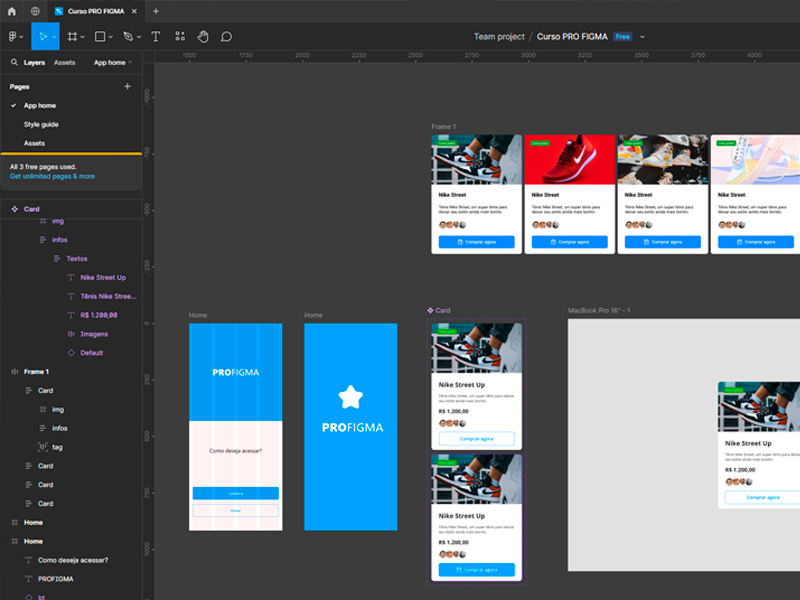 Curso PRO FIGMA
Team project / Curso PRO FIGMA Free
Layers Assets App home
1500 1750 2000 2250 2500 2750 3000 3250 3500 3750 4000
Pages
App home
Style guide
Assets
All 3 free pages used.
Get unlimited pages & more
Card
img
infos
Textos
Nike Street Up
Tênis Nike Stree...
R$ 1.200,00
Imagens
Default
Frame 1
Card
img
infos
tag
Card
Card
Card
Home
Home
Como deseja acessar?
PROFIGMA
bt
-1000
-750
-500
-250
0
250
500
750
1000
Frame 1
Nike Street
Tênis Nike Street, um super tênis para deixar seu estilo ainda mais bonito.
Comprar agora
Nike Street
Tênis Nike Street, um super tênis para deixar seu estilo ainda mais bonito.
Comprar agora
Nike Street
Tênis Nike Street, um super tênis para deixar seu estilo ainda mais bonito.
Comprar agora
Nike Street
Tênis Nike Street, um super tênis para deixar seu estilo ainda mais bonito.
Comprar agora
Home
PROFIGMA
Como deseja acessar?
Home
PROFIGMA
Card
Nike Street Up
Tênis Nike Street, um super tênis para deixar
seu estilo ainda mais bonito.
R$ 1.200,00
Comprar agora
Nike Street Up
Tênis Nike Street, um super tênis para deixar
seu estilo ainda mais bonito.
R$ 1.200,00
Comprar agora
MacBook Pro 16" - 1
Nike Street Up
Tênis Nike Street, um super tênis para deixar
seu estilo ainda mais bonito.
R$ 1.200,00
Comprar agora